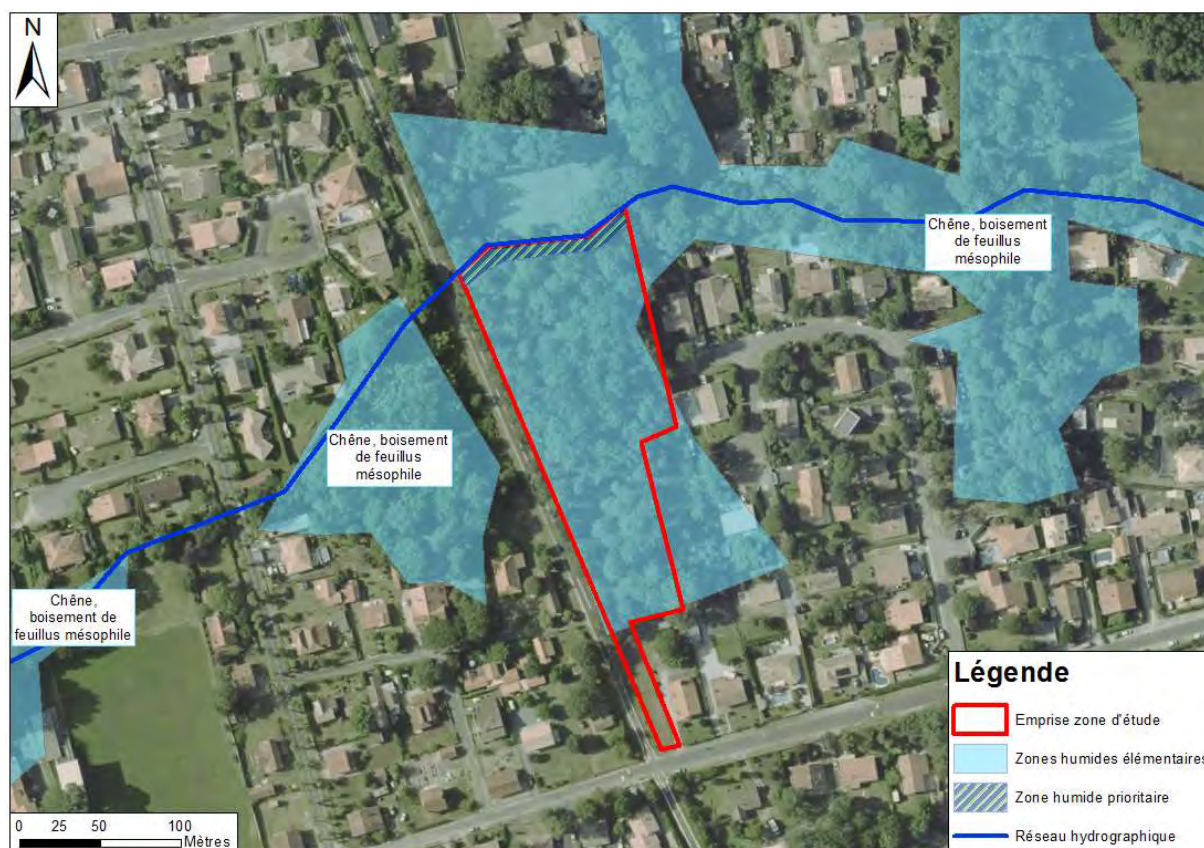 N
Chêne, boisement
de feuillus
mésophile
Chêne, boisement
de feuillus
mésophile
Chêne,
boisement de
feuillus mésophile
Légende
Emprise zone d'étude
Zones humides élémentaires
Zone humide prioritaire
Réseau hydrographique
0 25 50 100
Mètres